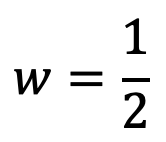 w = 1/2